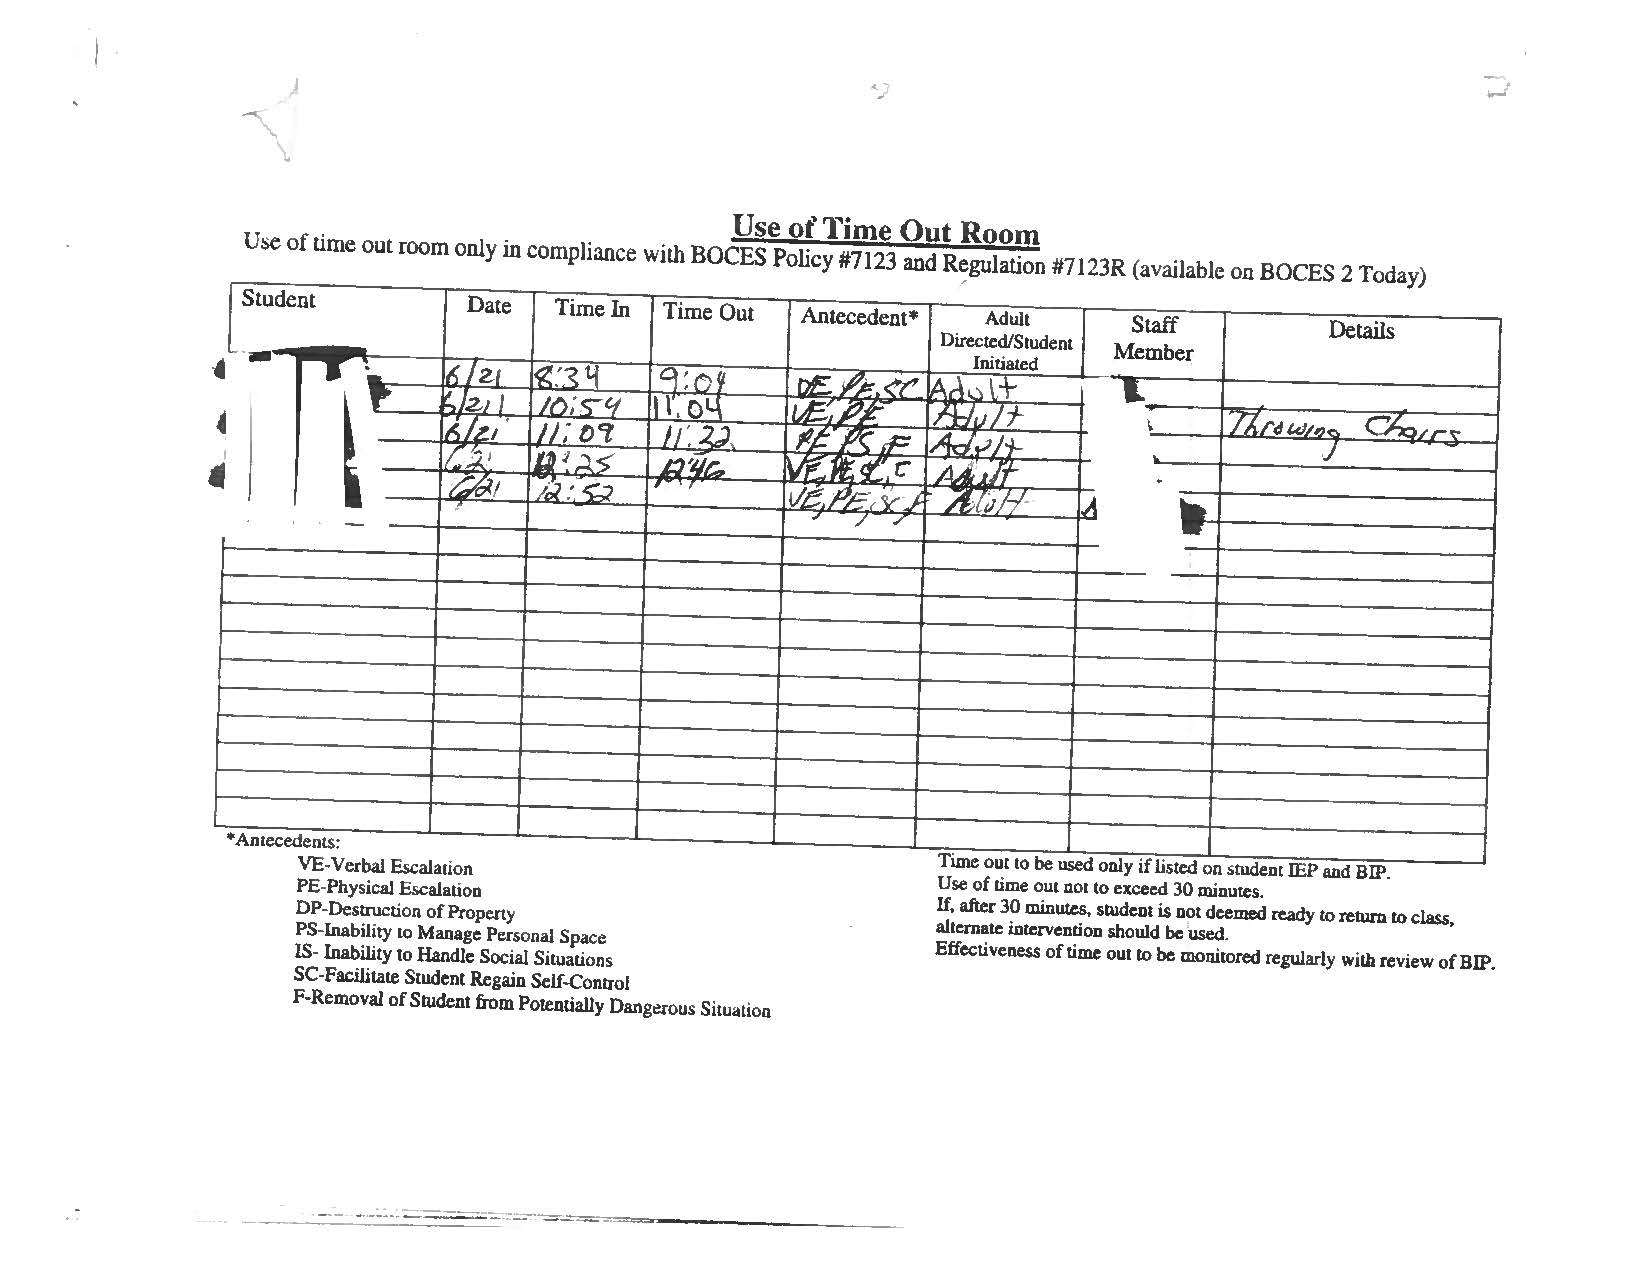 Use of Time Out Room
Use of time out room only in compliance with BOCES Policy #7123 and Regulation #7123R (available on BOCES 2 Today)
Student Date Time In Time Out Antecedent* Adult Directed/Student Initiated Staff Member Details
6/21 8:34 9:04 VE, PE, SC Adult
6/21 10:54 11:04 VE, PE Adult Throwing Chairs
6/21 11:09 11:32 PE PS, F Adult
12:25 1246 VE, PE, Adult
6/21 12:52 VE, PE, SC F Adult
*Antecedents:
VE-Verbal Escalation
PE-Physical Escalation
DP-Destruction of Property
PS-Inability to Manage Personal Space
IS- Inability to Handle Social Situations
SC-Facilitate Student Regain Self-Control
F-Removal of Student from Potentially Dangerous Situation
Time out to be used only if listed on student IEP and BIP.
Use of time out not to exceed 30 minutes.
If, after 30 minutes, student is not deemed ready to return to class,
alternate intervention should be used.
Effectiveness of time out to be monitored regularly with review of BIP.